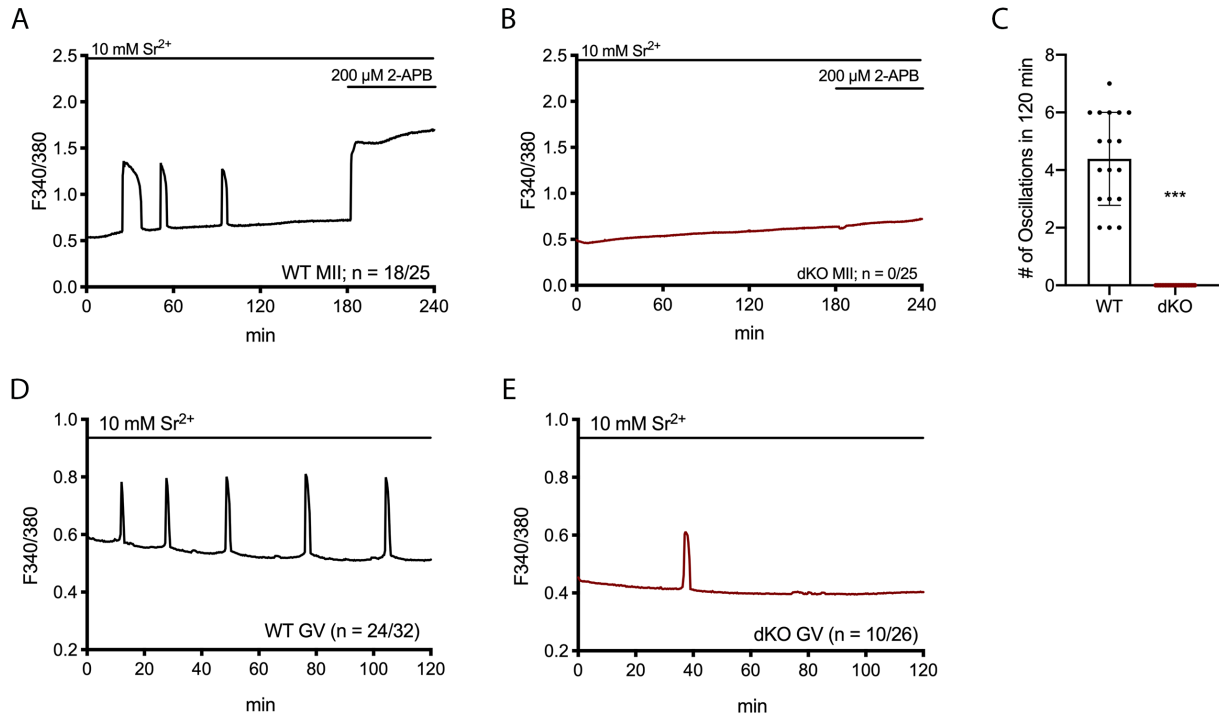 A
10 mM Sr²⁺
200 µM 2-APB
2.5
2.0
1.5
1.0
0.5
0.0
F340/380
WT MII; n = 18/25
0 60 120 180 240
min
B
10 mM Sr²⁺
200 µM 2-APB
2.5
2.0
1.5
1.0
0.5
0.0
F340/380
dKO MII; n = 0/25
0 60 120 180 240
min
C
8
6
4
2
0
# of Oscillations in 120 min
***
WT dKO
D
10 mM Sr²⁺
1.0
0.8
0.6
0.4
0.2
F340/380
WT GV (n = 24/32)
0 20 40 60 80 100 120
min
E
10 mM Sr²⁺
1.0
0.8
0.6
0.4
0.2
F340/380
dKO GV (n = 10/26)
0 20 40 60 80 100 120
min